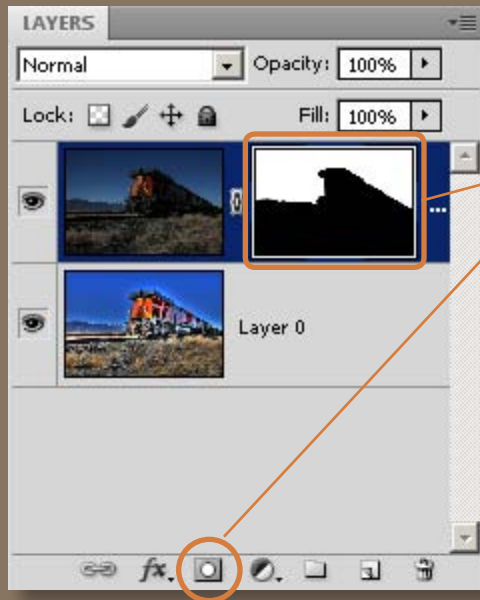 LAYERS
Normal Opacity: 100%
Lock: Fill: 100%
...
Layer 0
fx.